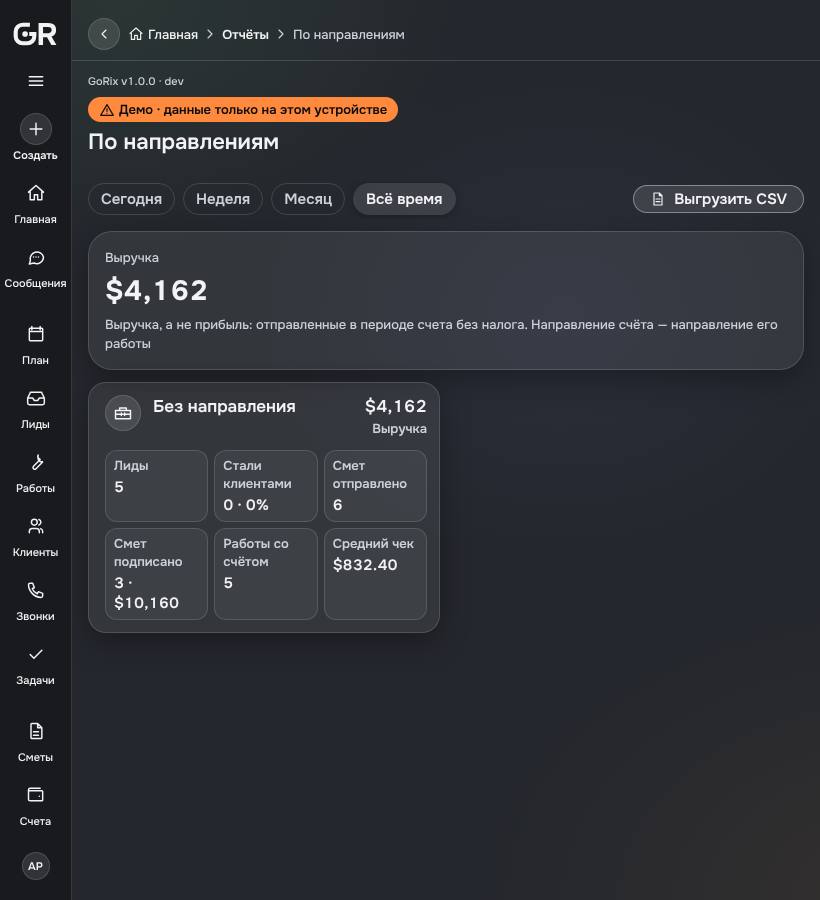 GR
Главная
Отчёты
По направлениям
GoRix v1.0.0 · dev
Демо · данные только на этом устройстве
По направлениям
Создать
Главная
Сообщения
План
Лиды
Работы
Клиенты
Звонки
Задачи
Сметы
Счета
AP
Сегодня
Неделя
Месяц
Всё время
Выгрузить CSV
Выручка
$4,162
Выручка, а не прибыль: отправленные в периоде счета без налога. Направление счёта — направление его
работы
Без направления
$4,162
Выручка
Лиды
5
Стали
клиентами
0 · 0%
Смет
отправлено
6
Смет
подписано
3 ·
$10,160
Работы со
счётом
5
Средний чек
$832.40